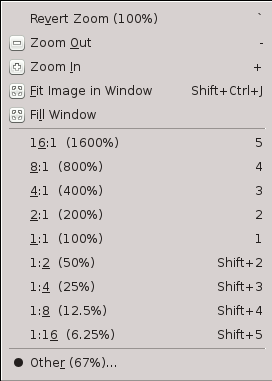 Revert Zoom (100%) `
Zoom Out -
Zoom In +
Fit Image in Window Shift+Ctrl+J
Fill Window
16:1 (1600%) 5
8:1 (800%) 4
4:1 (400%) 3
2:1 (200%) 2
1:1 (100%) 1
1:2 (50%) Shift+2
1:4 (25%) Shift+3
1:8 (12.5%) Shift+4
1:16 (6.25%) Shift+5
Other (67%)...